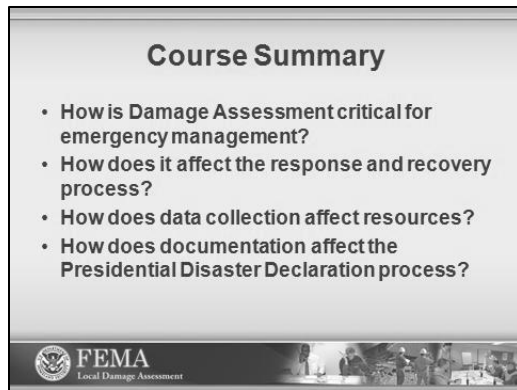 Course Summary
• How is Damage Assessment critical for
emergency management?
• How does it affect the response and recovery
process?
• How does data collection affect resources?
• How does documentation affect the
Presidential Disaster Declaration process?
FEMA
Local Damage Assessment